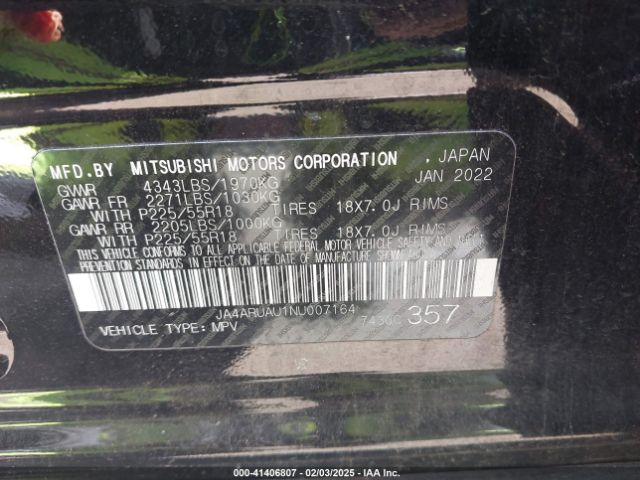 MFD.BY MITSUBISHI MOTORS CORPORATION , JAPAN
GVWR 4343LBS/1970KG JAN 2022
GAWR FR 2271LBS/1030KG
WITH P225/55R18 TIRES 18X7.0J RIMS
GAWR RR 2205LBS/1000KG
WITH P225/55R18 TIRES 18X7.0J RIMS
THIS VEHICLE CONFORMS TO ALL APPLICABLE FEDERAL MOTOR VEHICLE SAFETY AND THEFT
PREVENTION STANDARDS IN EFFECT ON THE DATE OF MANUFACTURE SHOWN
JA4ARUAU1NU007164
VEHICLE TYPE: MPV 357
000-41406807 - 02/03/2025 - IAA Inc.